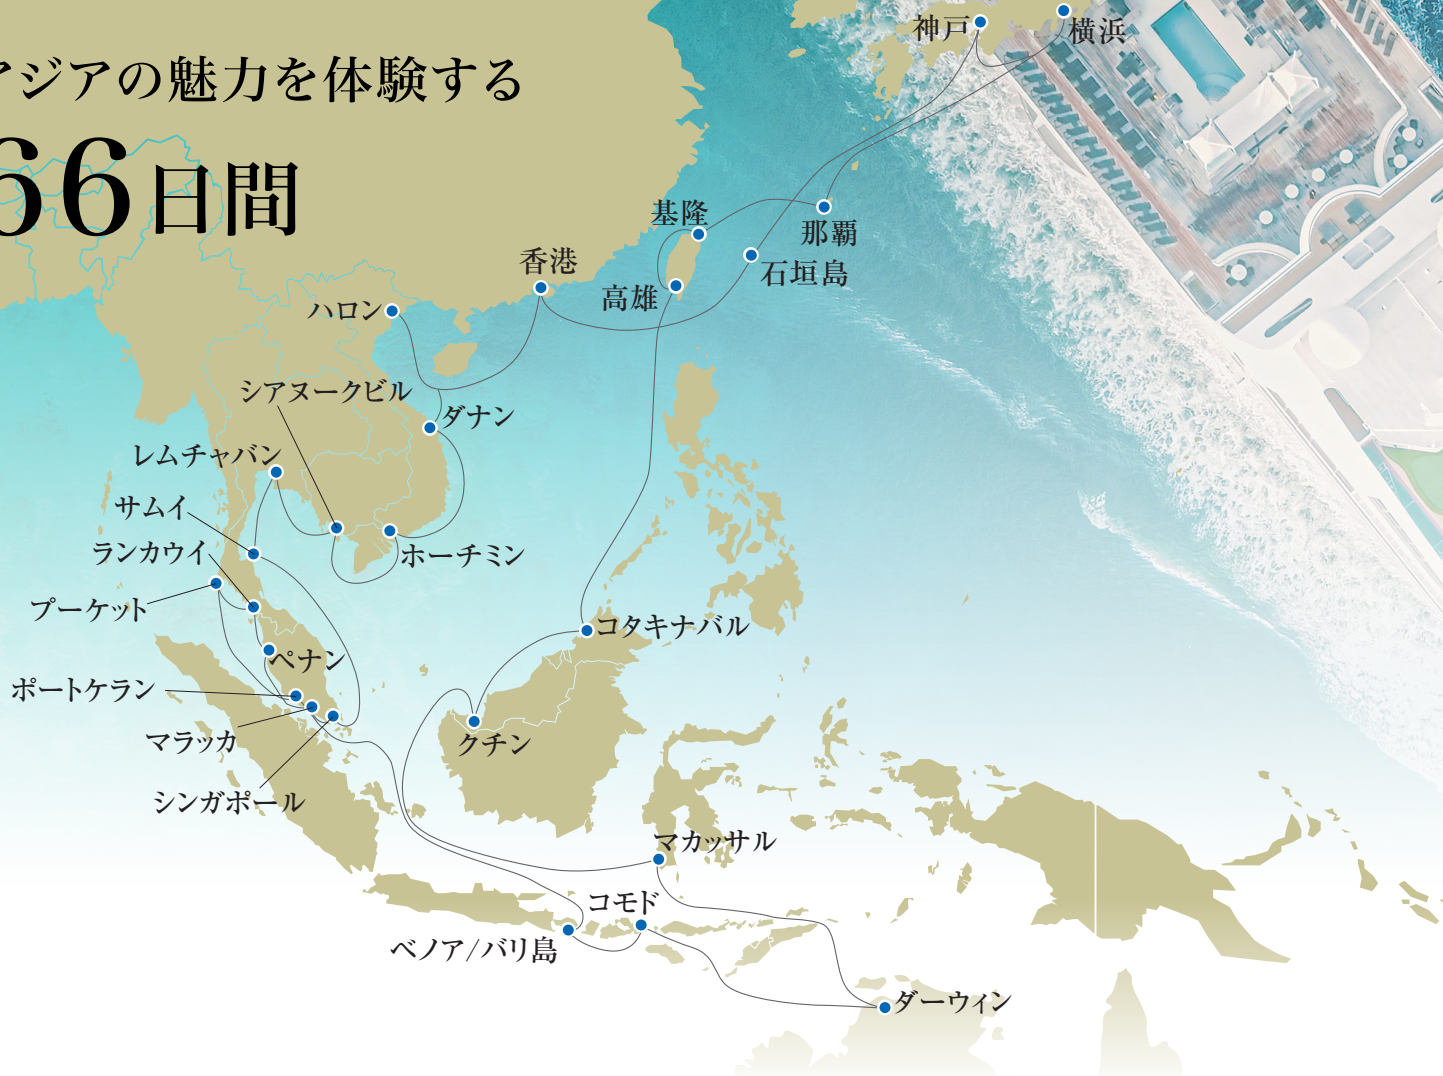 アジアの魅力を体験する
66日間
神戸
横浜
基隆
那覇
香港
石垣島
高雄
ハロン
シアヌークビル
ダナン
レムチャバン
サムイ
ランカウイ
ホーチミン
プーケット
コタキナバル
ペナン
ポートケラン
マラッカ
クチン
シンガポール
マカッサル
コモド
ベノア/バリ島
ダーウィン